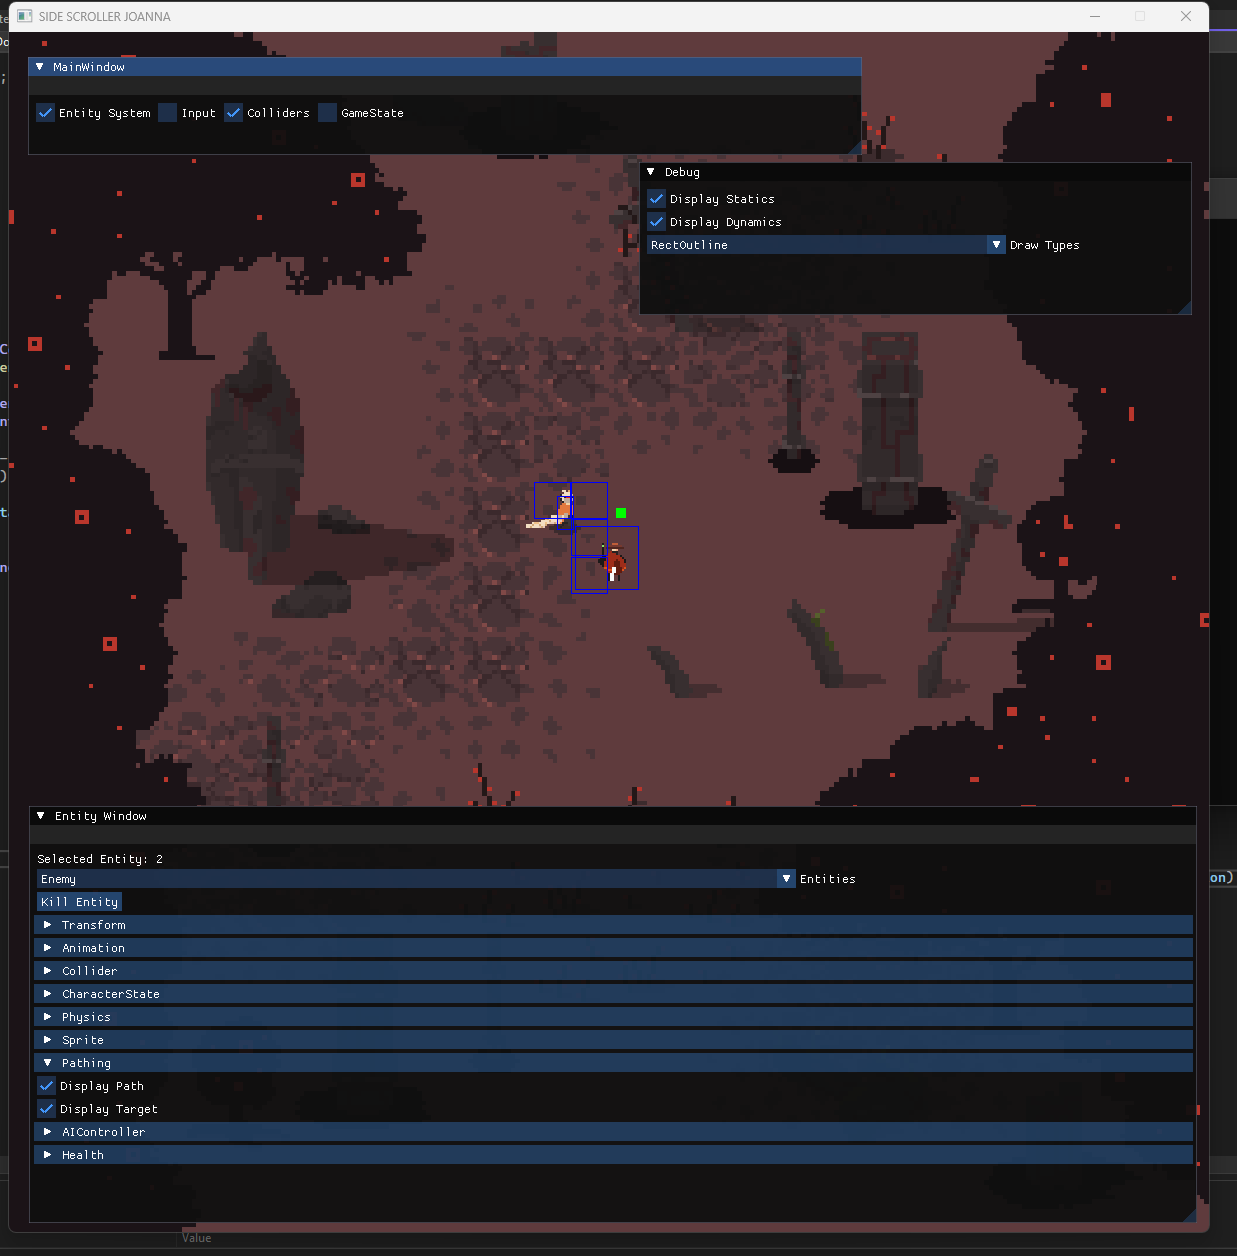 SIDE SCROLLER JOANNA
MainWindow
Entity System Input Colliders GameState
Debug
Display Statics
Display Dynamics
RectOutline Draw Types
Entity Window
Selected Entity: 2
Enemy Entities
Kill Entity
Transform
Animation
Collider
CharacterState
Physics
Sprite
Pathing
Display Path
Display Target
AIController
Health
on)
Value